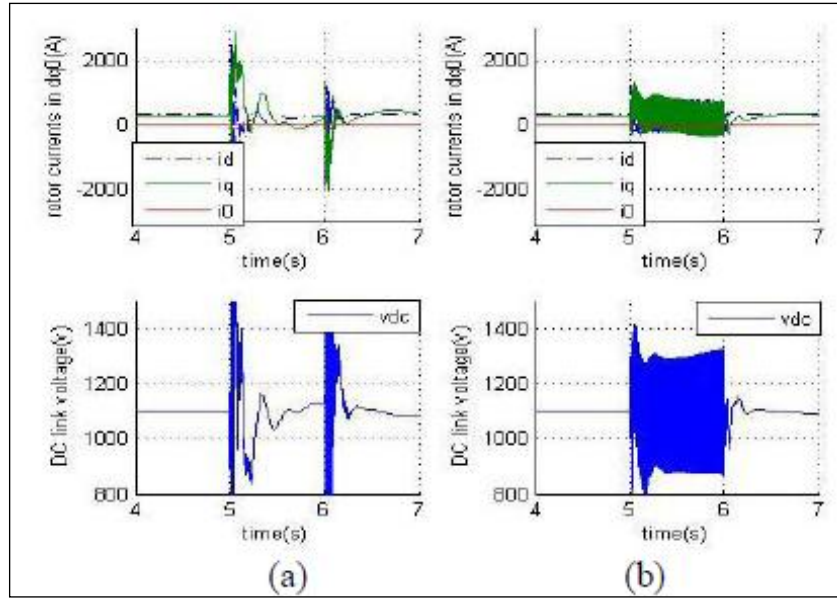 rotor currents in dq0(A)
2000
0
-2000
id
iq
i0
4 5 6 7
time(s)
rotor currents in dq0(A)
2000
0
-2000
id
iq
i0
4 5 6 7
time(s)
DC link voltage(v)
1400
1200
1000
800
vdc
4 5 6 7
time(s)
DC link voltage(v)
1400
1200
1000
800
vdc
4 5 6 7
time(s)
(a)
(b)